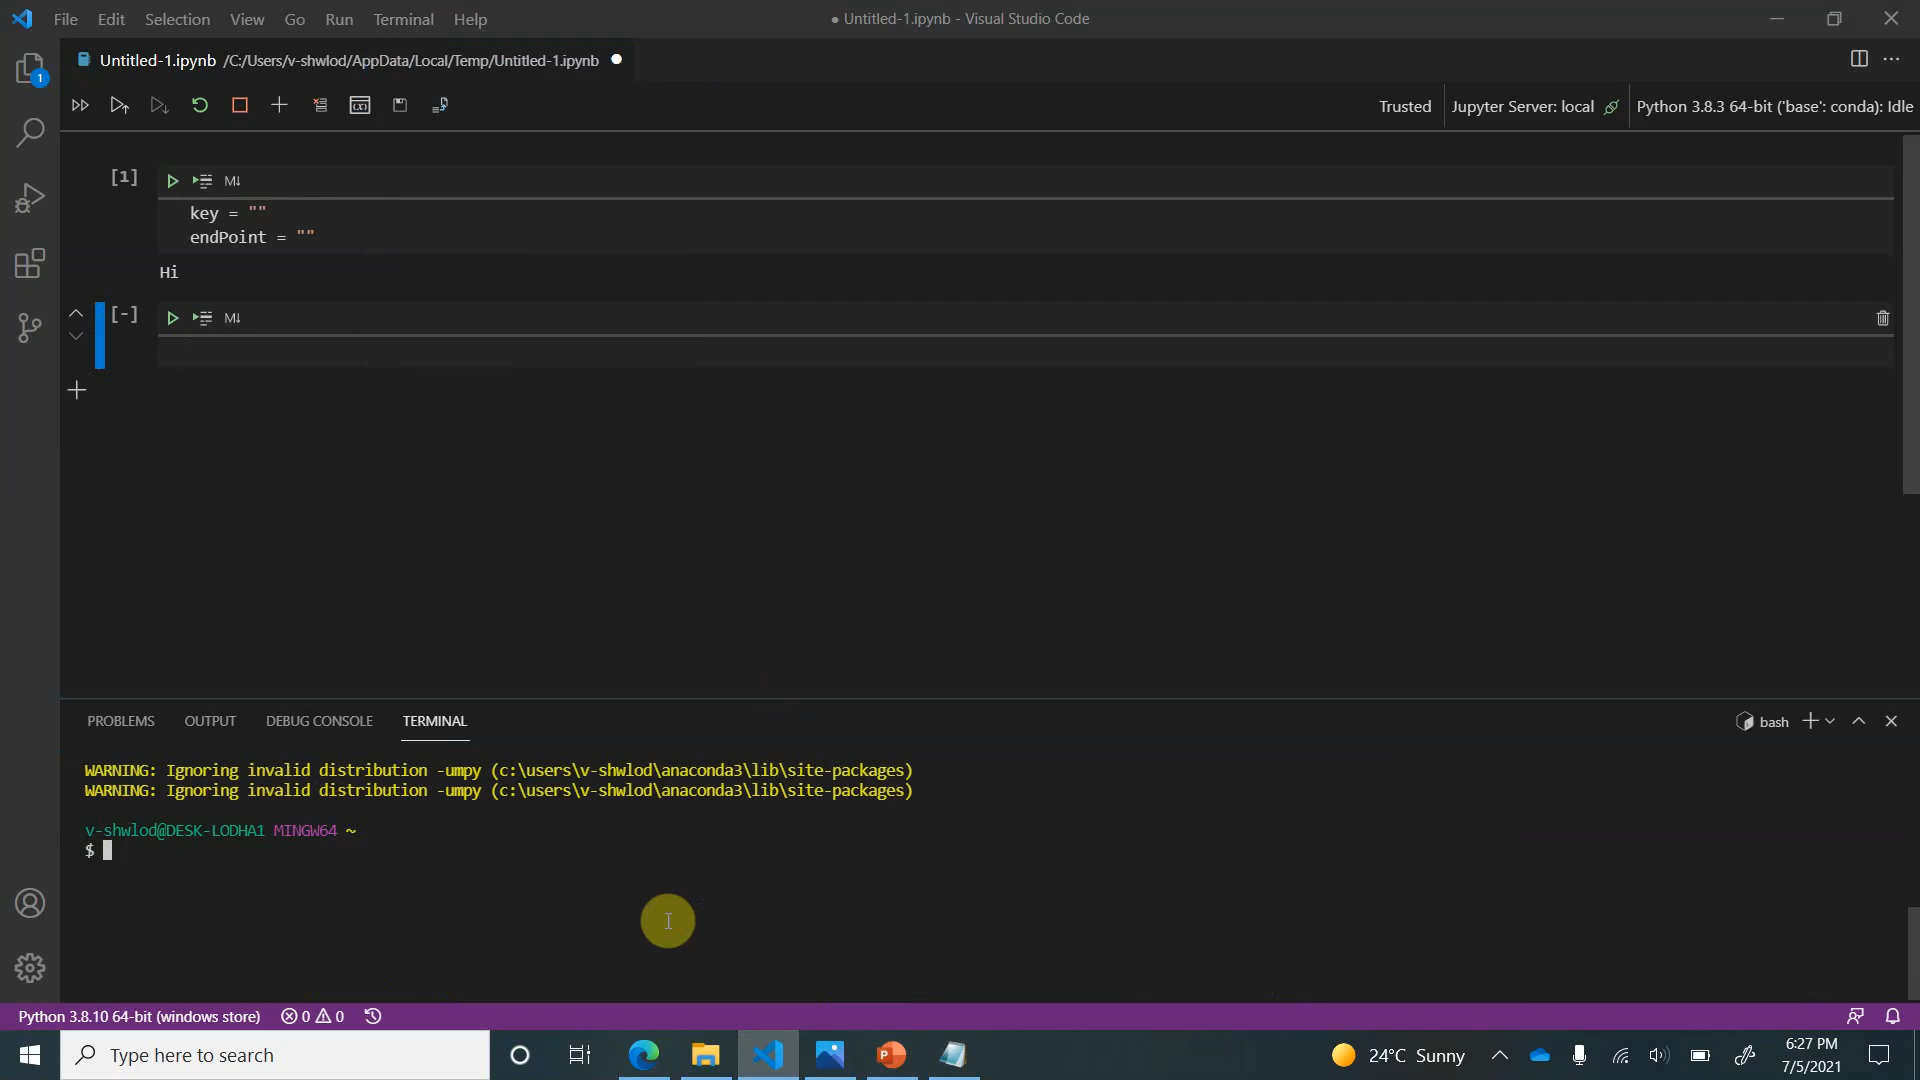 File Edit Selection View Go Run Terminal Help
● Untitled-1.ipynb - Visual Studio Code
1
Untitled-1.ipynb /C:/Users/v-shwlod/AppData/Local/Temp/Untitled-1.ipynb
Trusted Jupyter Server: local Python 3.8.3 64-bit ('base': conda): Idle
[1] M↓
key = ""
endPoint = ""
Hi
[-] M↓
PROBLEMS OUTPUT DEBUG CONSOLE TERMINAL
bash
WARNING: Ignoring invalid distribution -umpy (c:\users\v-shwlod\anaconda3\lib\site-packages)
WARNING: Ignoring invalid distribution -umpy (c:\users\v-shwlod\anaconda3\lib\site-packages)
v-shwlod@DESK-LODHA1 MINGW64 ~
$
Python 3.8.10 64-bit (windows store) 0 0
Type here to search
24°C Sunny
6:27 PM
7/5/2021